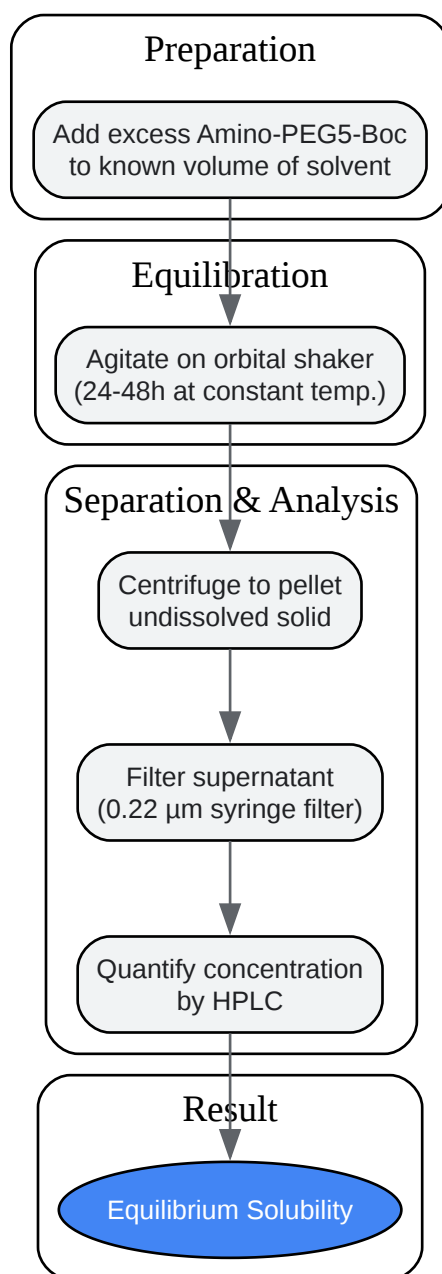 Preparation
Add excess Amino-PEG5-Boc
to known volume of solvent
Equilibration
Agitate on orbital shaker
(24-48h at constant temp.)
Separation & Analysis
Centrifuge to pellet
undissolved solid
Filter supernatant
(0.22 µm syringe filter)
Quantify concentration
by HPLC
Result
Equilibrium Solubility